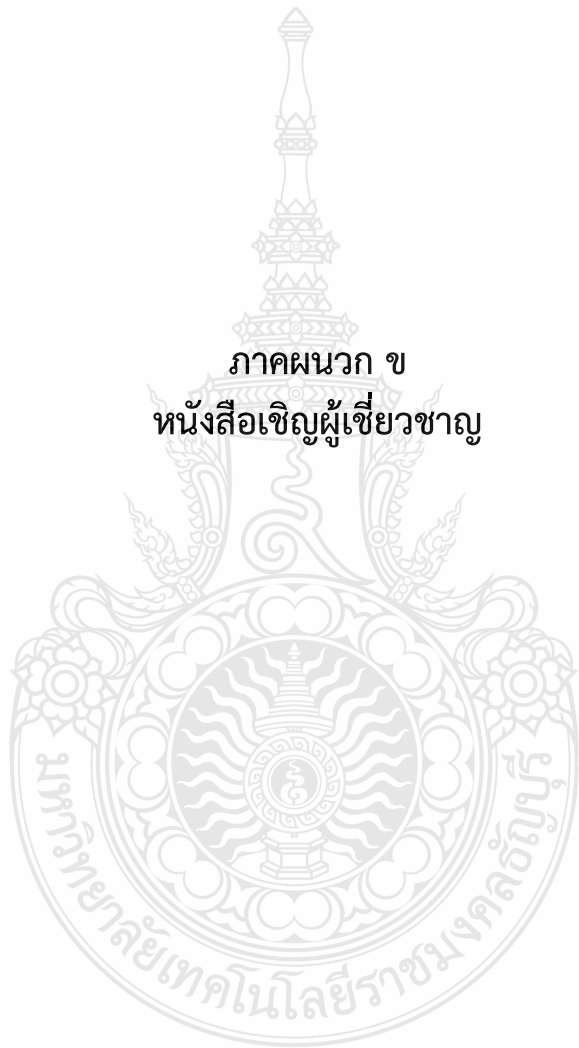 ภาคผนวก ข
หนังสือเชิญผู้เชี่ยวชาญ
มหาวิทยาลัยเทคโนโลยีราชมงคลธัญบุรี